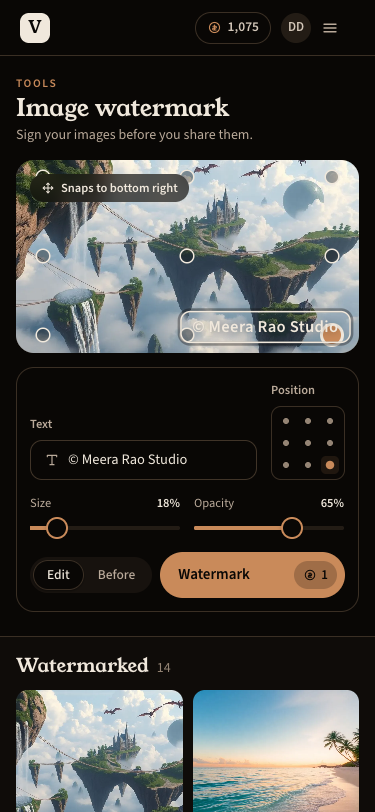 V
1,075
DD
TOOLS
Image watermark
Sign your images before you share them.
Snaps to bottom right
© Meera Rao Studio
Position
Text
© Meera Rao Studio
Size 18%
Opacity 65%
Edit
Before
Watermark
1
Watermarked 14